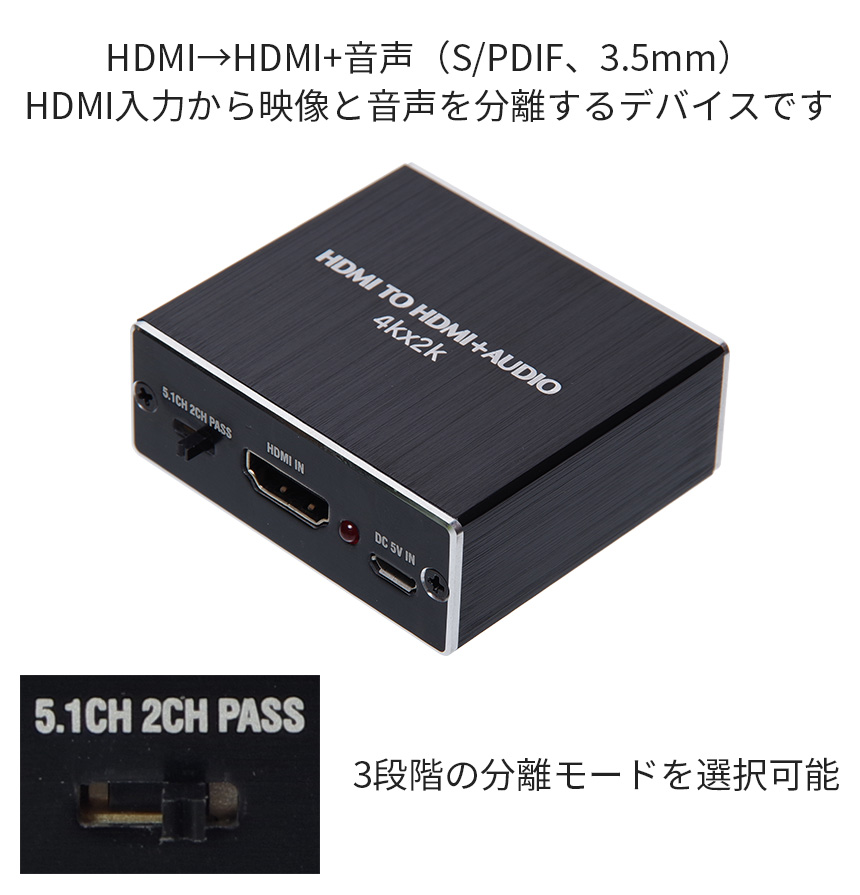 HDMI→HDMI+音声（S/PDIF、3.5mm）
HDMI入力から映像と音声を分離するデバイスです
HDMI TO HDMI+AUDIO
4kx2k
5.1CH 2CH PASS
HDMI IN
DC 5V IN
5.1CH 2CH PASS
3段階の分離モードを選択可能